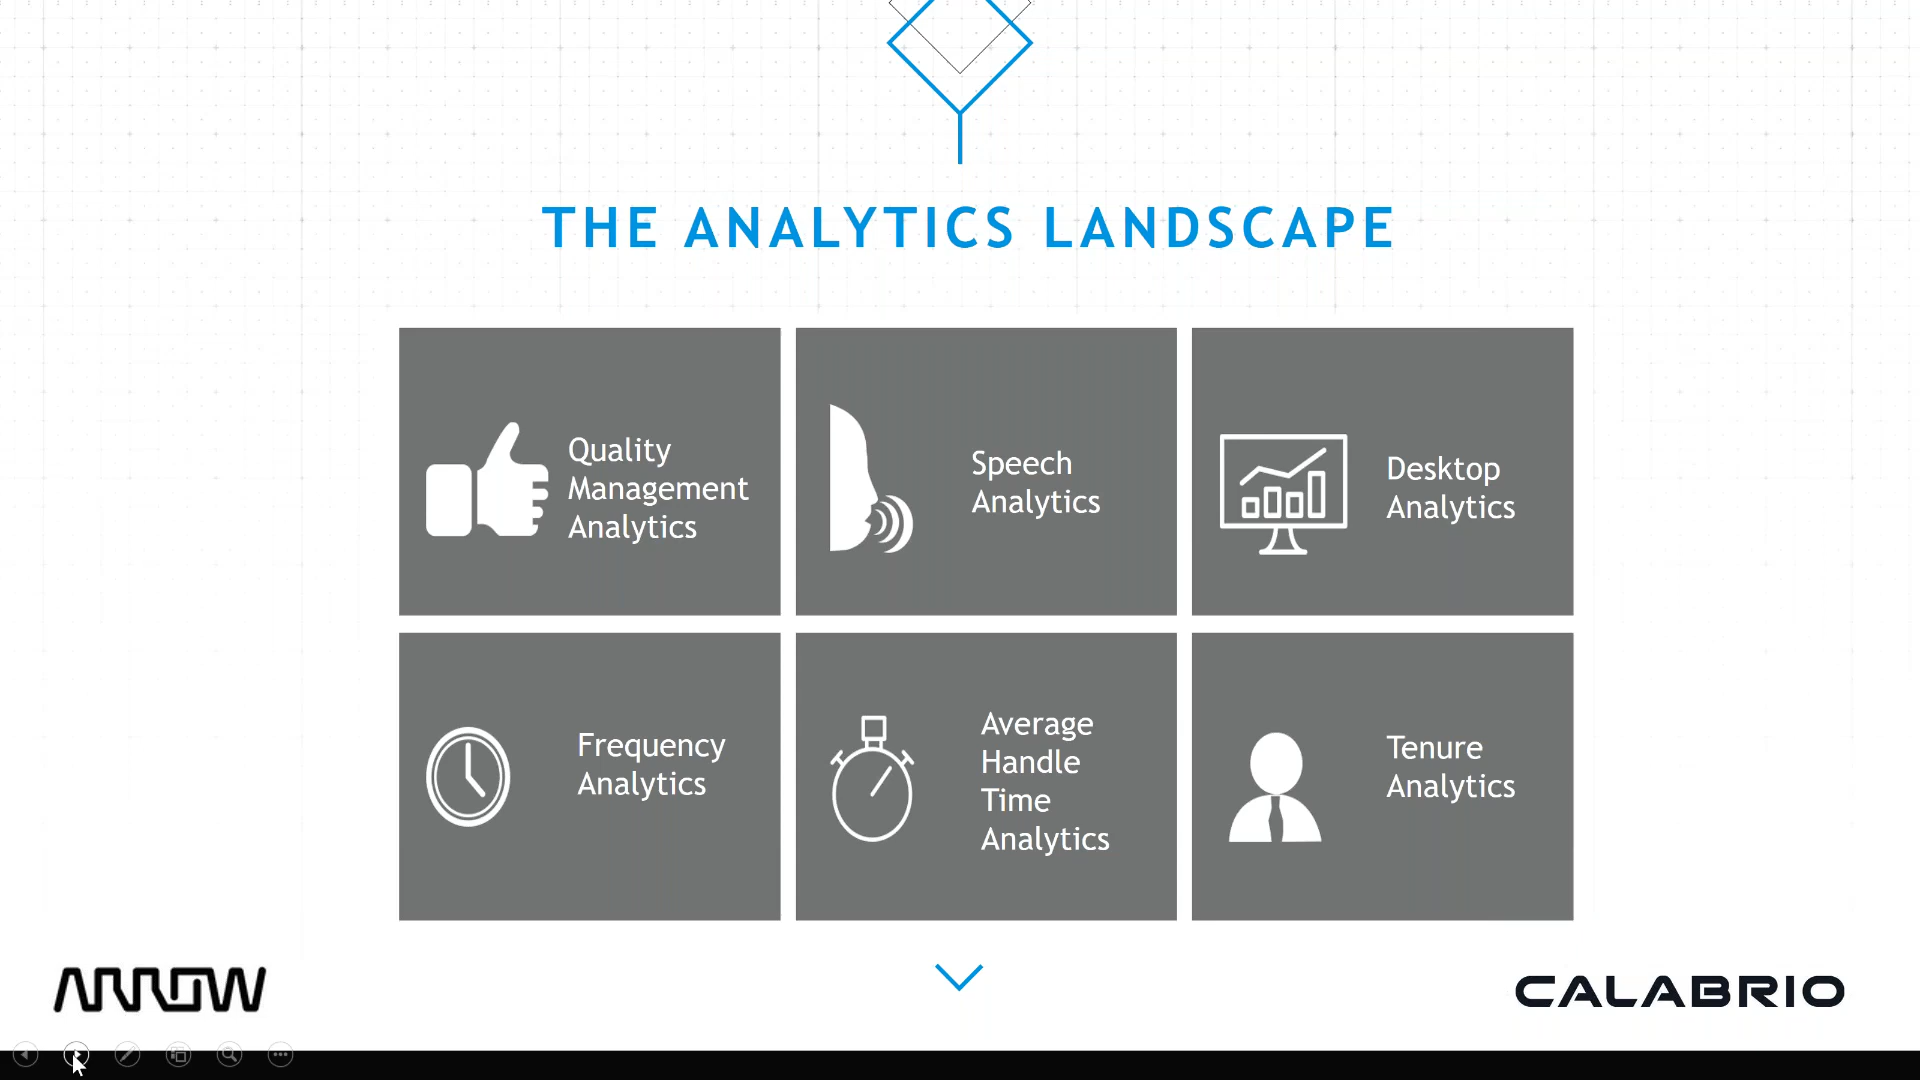 THE ANALYTICS LANDSCAPE
Quality
Management
Analytics
Speech
Analytics
Desktop
Analytics
Frequency
Analytics
Average
Handle
Time
Analytics
Tenure
Analytics
ARROW
CALABRIO